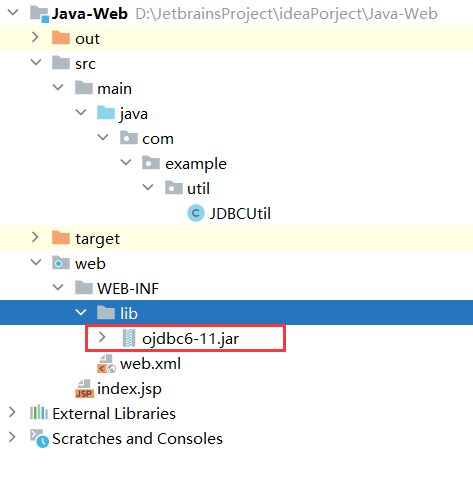 Java-Web D:\JetbrainsProject\ideaPorject\Java-Web
out
src
main
java
com
example
util
C JDBCUtil
target
web
WEB-INF
lib
ojdbc6-11.jar
web.xml
JSP index.jsp
External Libraries
Scratches and Consoles